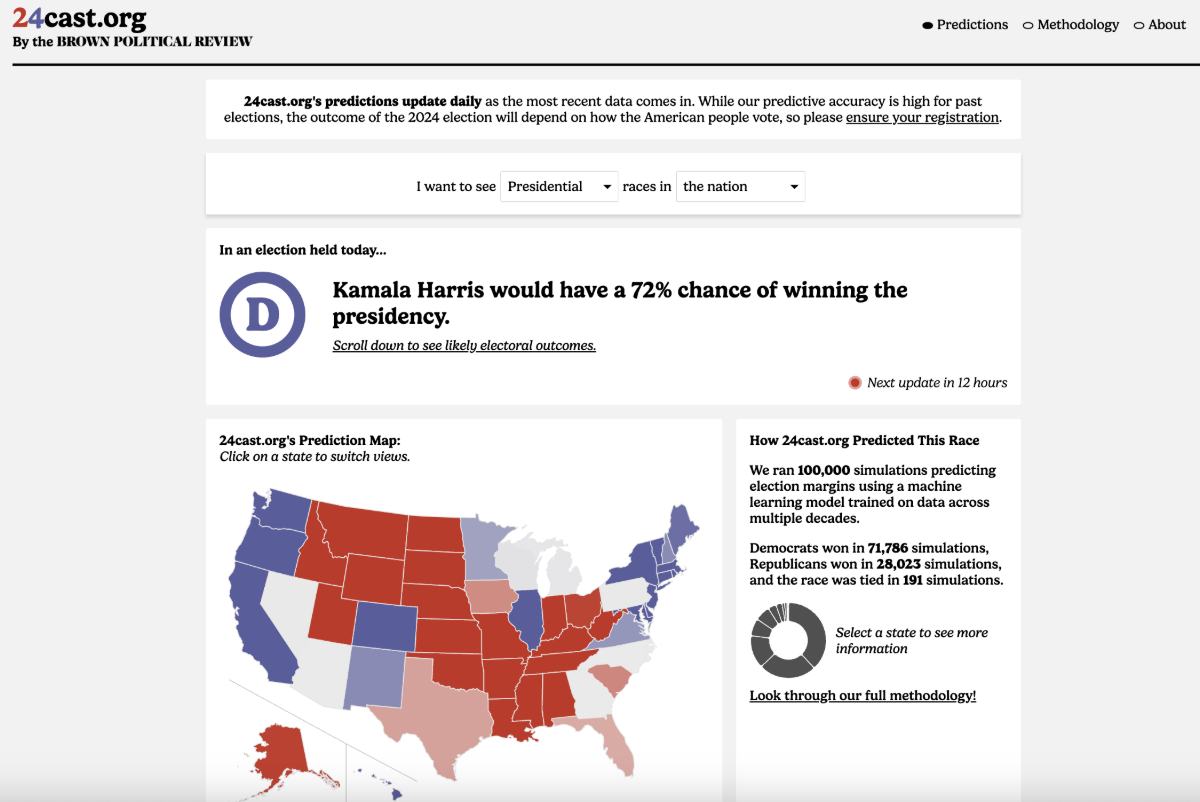 24cast.org
By the BROWN POLITICAL REVIEW
Predictions
Methodology
About
24cast.org's predictions update daily as the most recent data comes in. While our predictive accuracy is high for past
elections, the outcome of the 2024 election will depend on how the American people vote, so please ensure your registration.
I want to see Presidential races in the nation
In an election held today...
D
Kamala Harris would have a 72% chance of winning the
presidency.
Scroll down to see likely electoral outcomes.
Next update in 12 hours
24cast.org's Prediction Map:
Click on a state to switch views.
How 24cast.org Predicted This Race
We ran 100,000 simulations predicting
election margins using a machine
learning model trained on data across
multiple decades.
Democrats won in 71,786 simulations,
Republicans won in 28,023 simulations,
and the race was tied in 191 simulations.
Select a state to see more
information
Look through our full methodology!